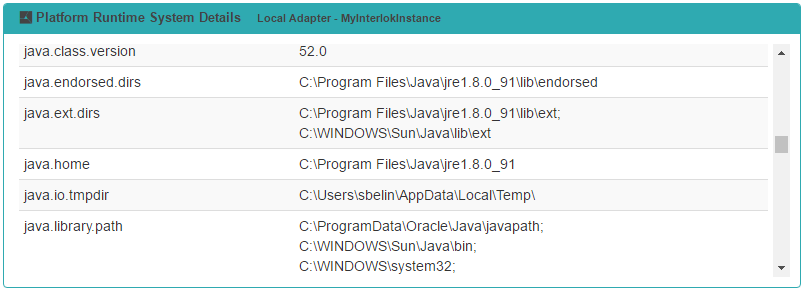 Platform Runtime System Details Local Adapter - MyInterlokInstance
java.class.version 52.0
java.endorsed.dirs C:\Program Files\Java\jre1.8.0_91\lib\endorsed
java.ext.dirs C:\Program Files\Java\jre1.8.0_91\lib\ext;
C:\WINDOWS\Sun\Java\lib\ext
java.home C:\Program Files\Java\jre1.8.0_91
java.io.tmpdir C:\Users\sbelin\AppData\Local\Temp\
java.library.path C:\ProgramData\Oracle\Java\javapath;
C:\WINDOWS\Sun\Java\bin;
C:\WINDOWS\system32;